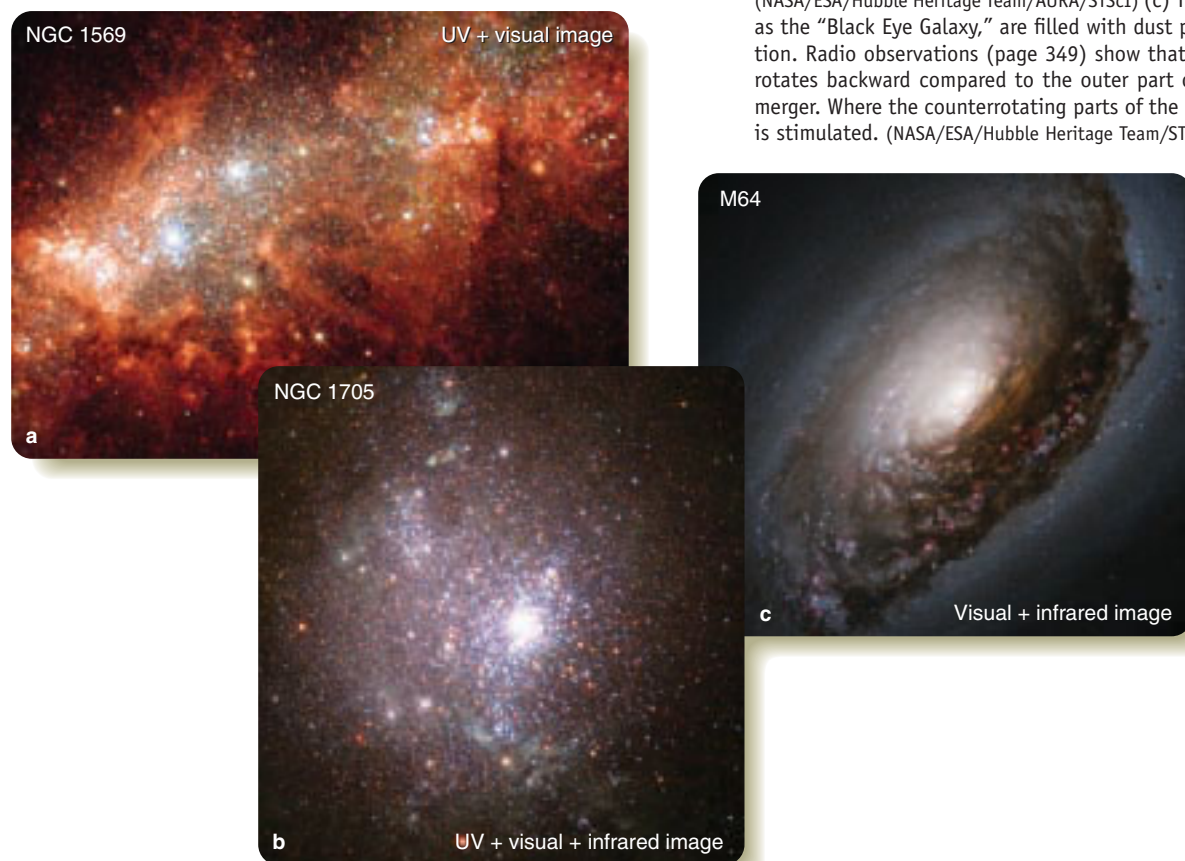 (NASA/ESA/Hubble Heritage Team/AURA/STScI) (c)
as the “Black Eye Galaxy,” are filled with dust
tion. Radio observations (page 349) show that
rotates backward compared to the outer part
merger. Where the counterrotating parts of the
is stimulated. (NASA/ESA/Hubble Heritage Team/
NGC 1569
UV + visual image
a
NGC 1705
b
UV + visual + infrared image
M64
c
Visual + infrared image